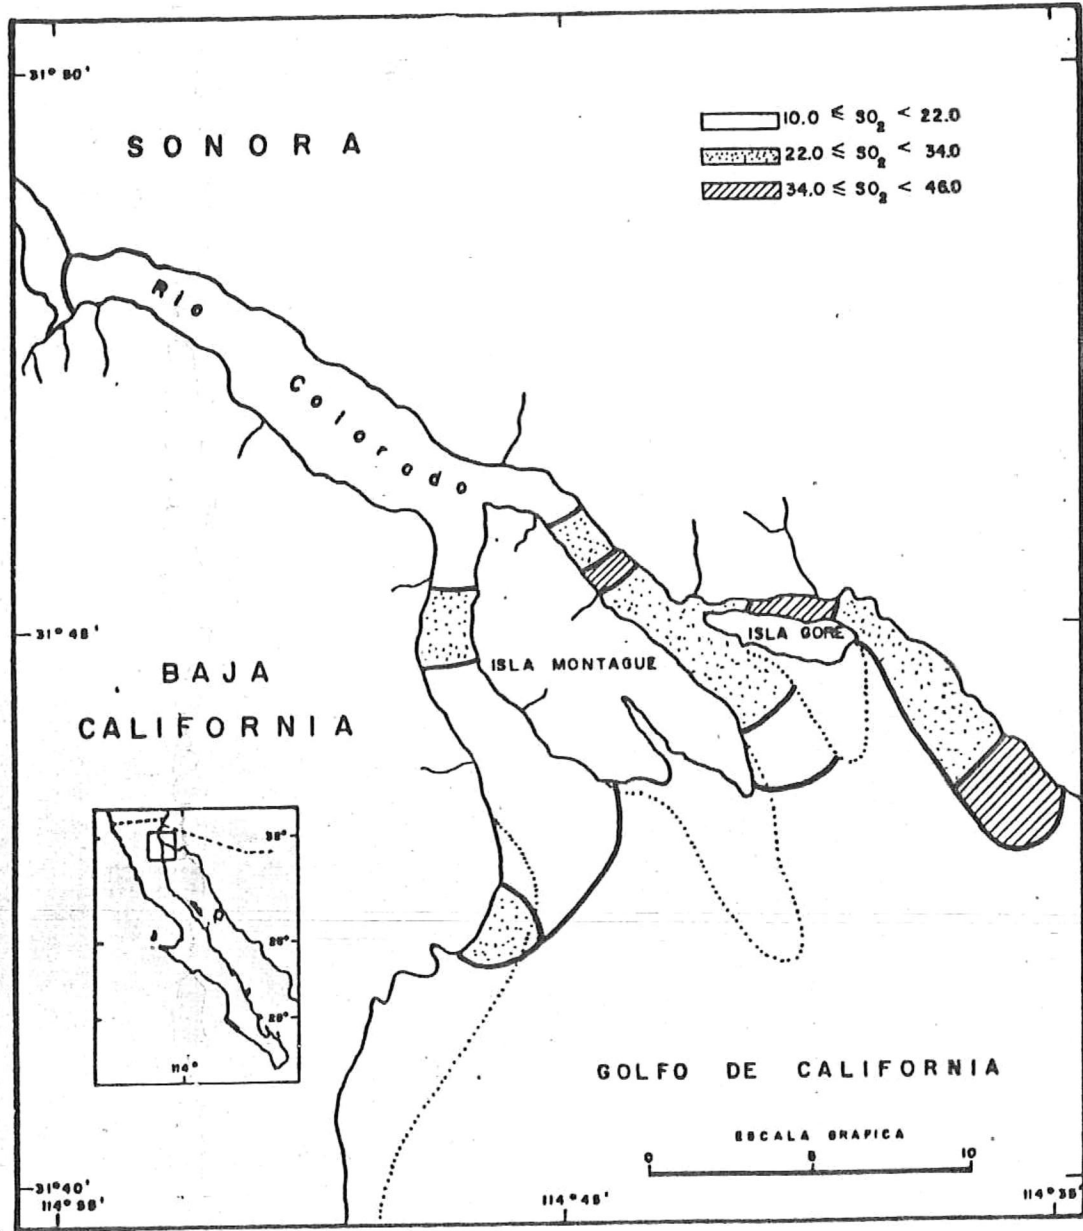 31° 50'
SONORA
10.0 ≤ SO₂ < 22.0
22.0 ≤ SO₂ < 34.0
34.0 ≤ SO₂ < 46.0
Rio
Colorado
31° 45'
ISLA GORE
ISLA MONTAGUE
BAJA
CALIFORNIA
114°
GOLFO DE CALIFORNIA
ESCALA GRAFICA
0 5 10
31° 40'
114° 45'
114° 35'